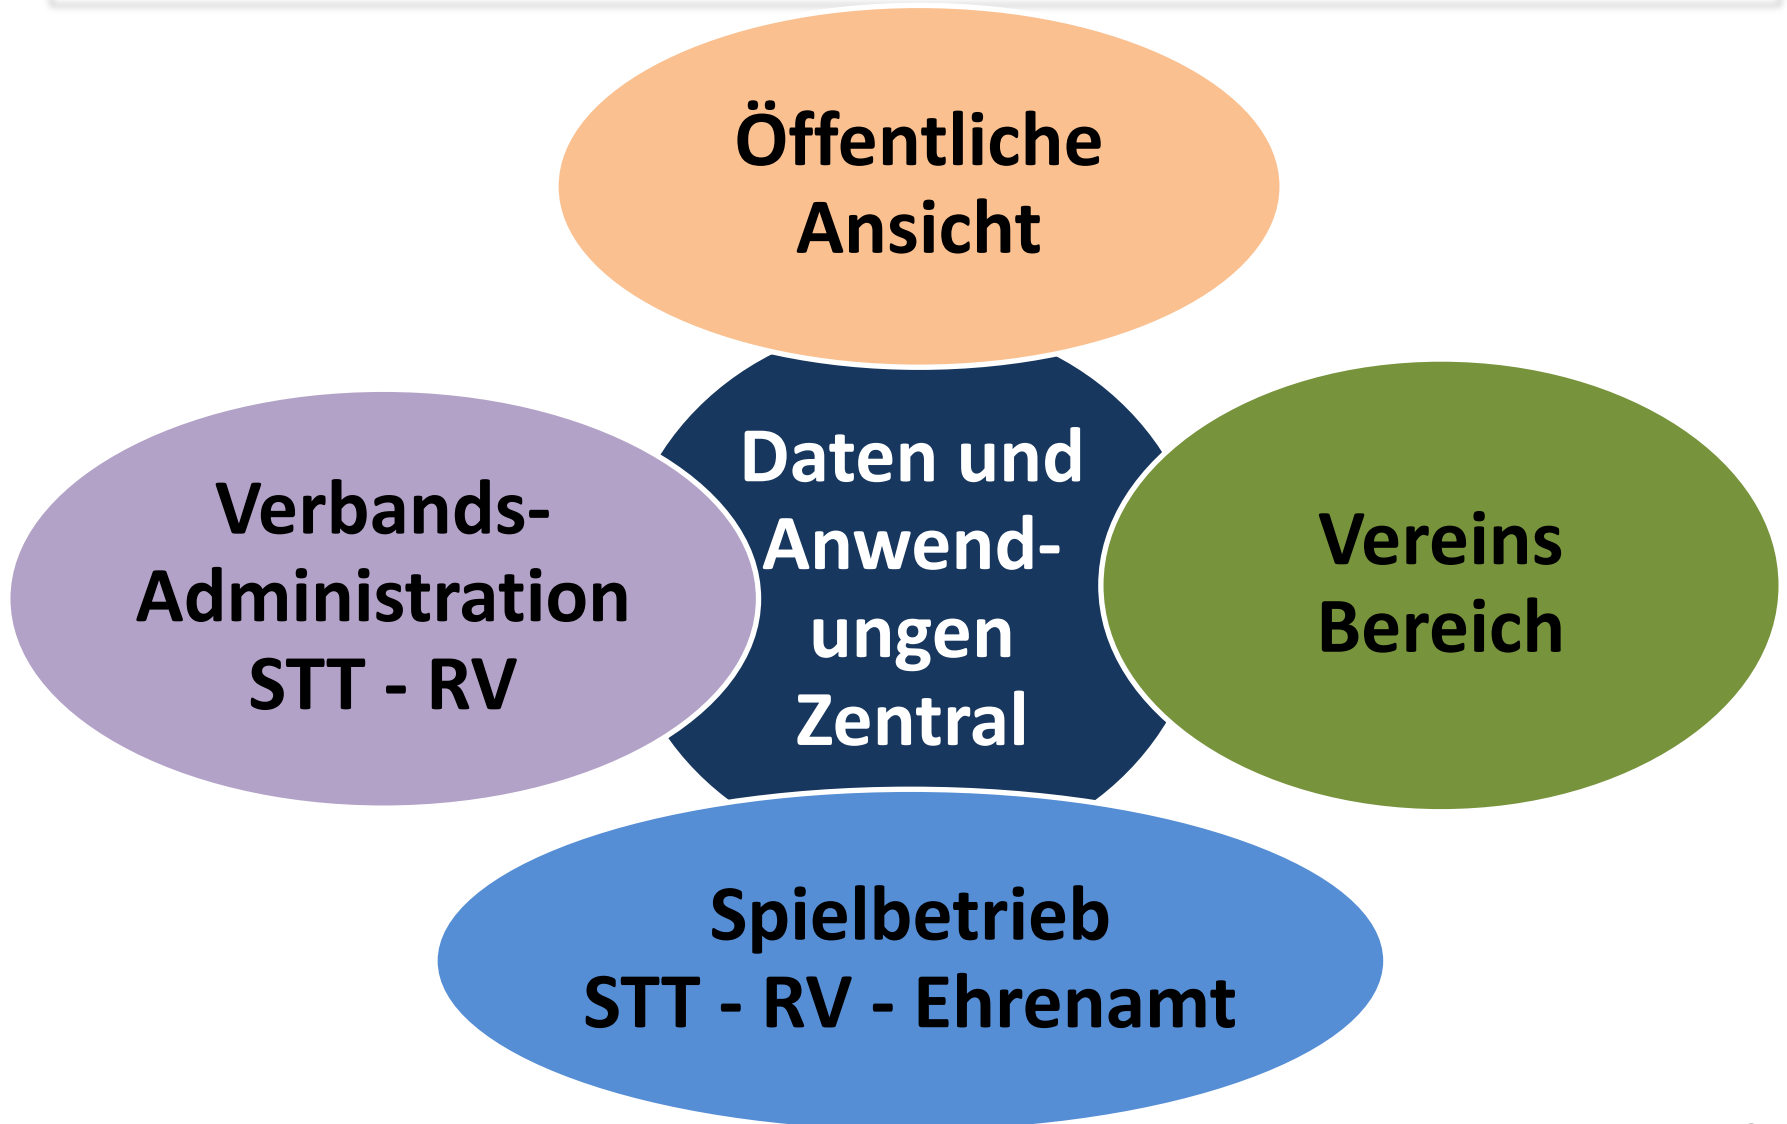 Öffentliche
Ansicht
Daten und
Anwend-
ungen
Zentral
Verbands-
Administration
STT - RV
Vereins
Bereich
Spielbetrieb
STT - RV - Ehrenamt